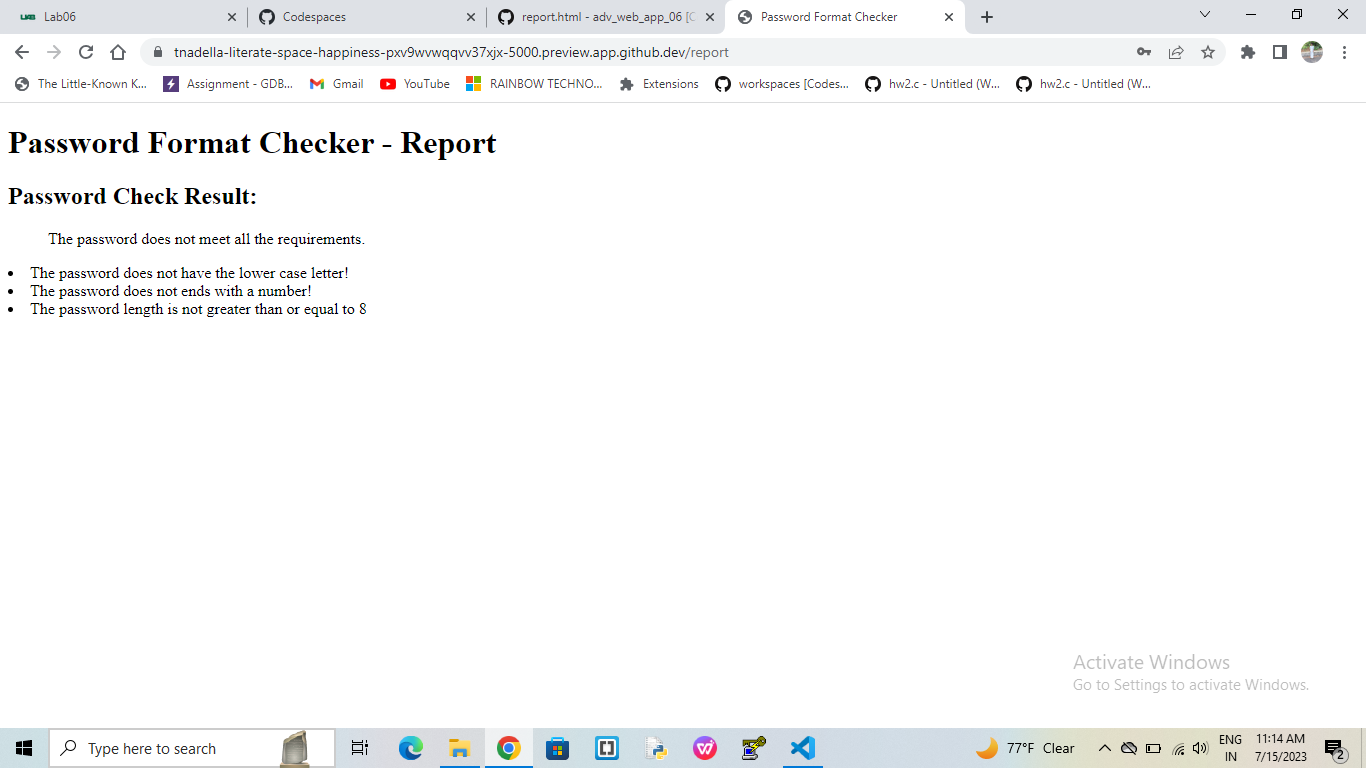 UAB Lab06
Codespaces
report.html - adv_web_app_06 [C
Password Format Checker
tnadella-literate-space-happiness-pxv9wvwqqvv37xjx-5000.preview.app.github.dev/report
The Little-Known K...
Assignment - GDB...
Gmail
YouTube
RAINBOW TECHNO...
Extensions
workspaces [Codes...
hw2.c - Untitled (W...
hw2.c - Untitled (W...
Password Format Checker - Report
Password Check Result:
The password does not meet all the requirements.
• The password does not have the lower case letter!
• The password does not ends with a number!
• The password length is not greater than or equal to 8
Activate Windows
Go to Settings to activate Windows.
Type here to search
77°F Clear
ENG
IN
11:14 AM
7/15/2023
2